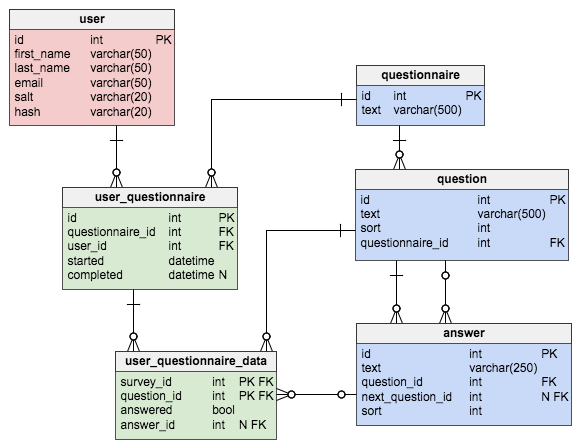 user
id int PK
first_name varchar(50)
last_name varchar(50)
email varchar(50)
salt varchar(20)
hash varchar(20)
questionnaire
id int PK
text varchar(500)
user_questionnaire
id int PK
questionnaire_id int FK
user_id int FK
started datetime
completed datetime N
question
id int PK
text varchar(500)
sort int
questionnaire_id int FK
user_questionnaire_data
survey_id int PK FK
question_id int PK FK
answered bool
answer_id int N FK
answer
id int PK
text varchar(250)
question_id int FK
next_question_id int N FK
sort int